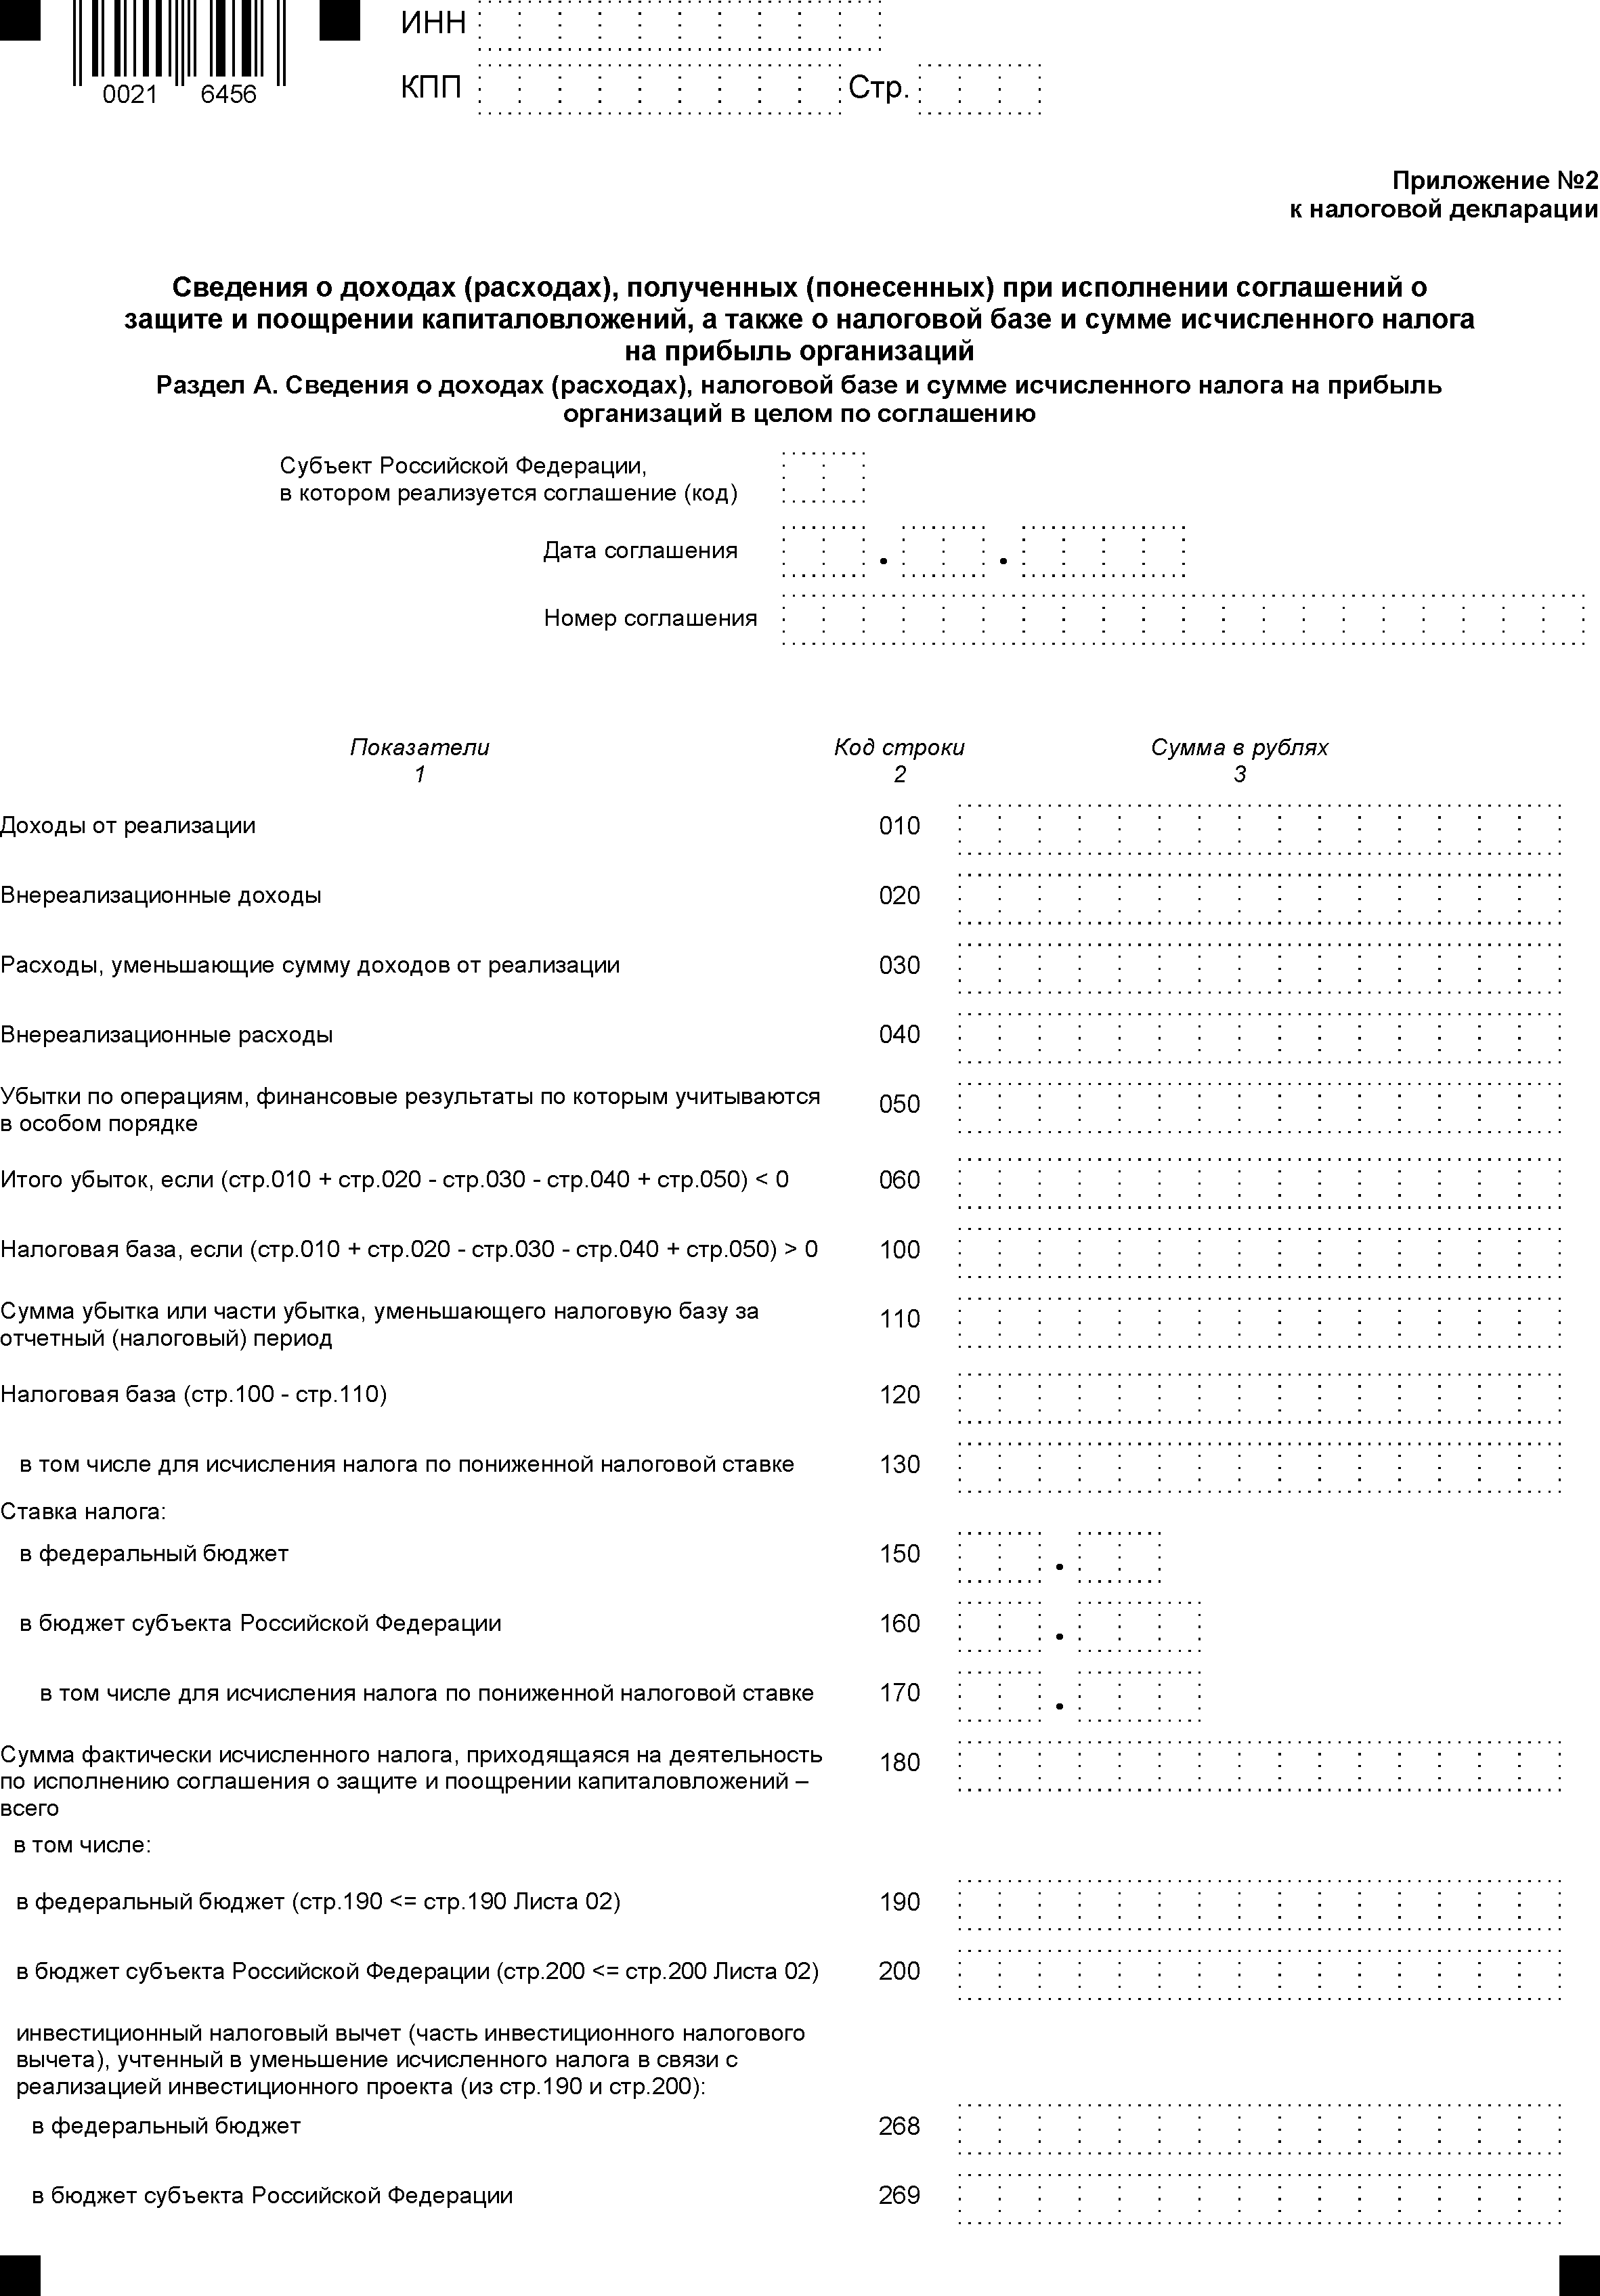 ИНН
0021 6456
КПП Стр.
Приложение №2
к налоговой декларации
Сведения о доходах (расходах), полученных (понесенных) при исполнении соглашений о
защите и поощрении капиталовложений, а также о налоговой базе и сумме исчисленного налога
на прибыль организаций
Раздел А. Сведения о доходах (расходах), налоговой базе и сумме исчисленного налога на прибыль
организаций в целом по соглашению
Субъект Российской Федерации,
в котором реализуется соглашение (код)
Дата соглашения . .
Номер соглашения
Показатели Код строки Сумма в рублях
1 2 3
Доходы от реализации 010
Внереализационные доходы 020
Расходы, уменьшающие сумму доходов от реализации 030
Внереализационные расходы 040
Убытки по операциям, финансовые результаты по которым учитываются 050
в особом порядке
Итого убыток, если (стр.010 + стр.020 - стр.030 - стр.040 + стр.050) < 0 060
Налоговая база, если (стр.010 + стр.020 - стр.030 - стр.040 + стр.050) > 0 100
Сумма убытка или части убытка, уменьшающего налоговую базу за 110
отчетный (налоговый) период
Налоговая база (стр.100 - стр.110) 120
в том числе для исчисления налога по пониженной налоговой ставке 130
Ставка налога:
в федеральный бюджет 150 .
в бюджет субъекта Российской Федерации 160 .
в том числе для исчисления налога по пониженной налоговой ставке 170 .
Сумма фактически исчисленного налога, приходящаяся на деятельность 180
по исполнению соглашения о защите и поощрении капиталовложений –
всего
в том числе:
в федеральный бюджет (стр.190 <= стр.190 Листа 02) 190
в бюджет субъекта Российской Федерации (стр.200 <= стр.200 Листа 02) 200
инвестиционный налоговый вычет (часть инвестиционного налогового
вычета), учтенный в уменьшение исчисленного налога в связи с
реализацией инвестиционного проекта (из стр.190 и стр.200):
в федеральный бюджет 268
в бюджет субъекта Российской Федерации 269